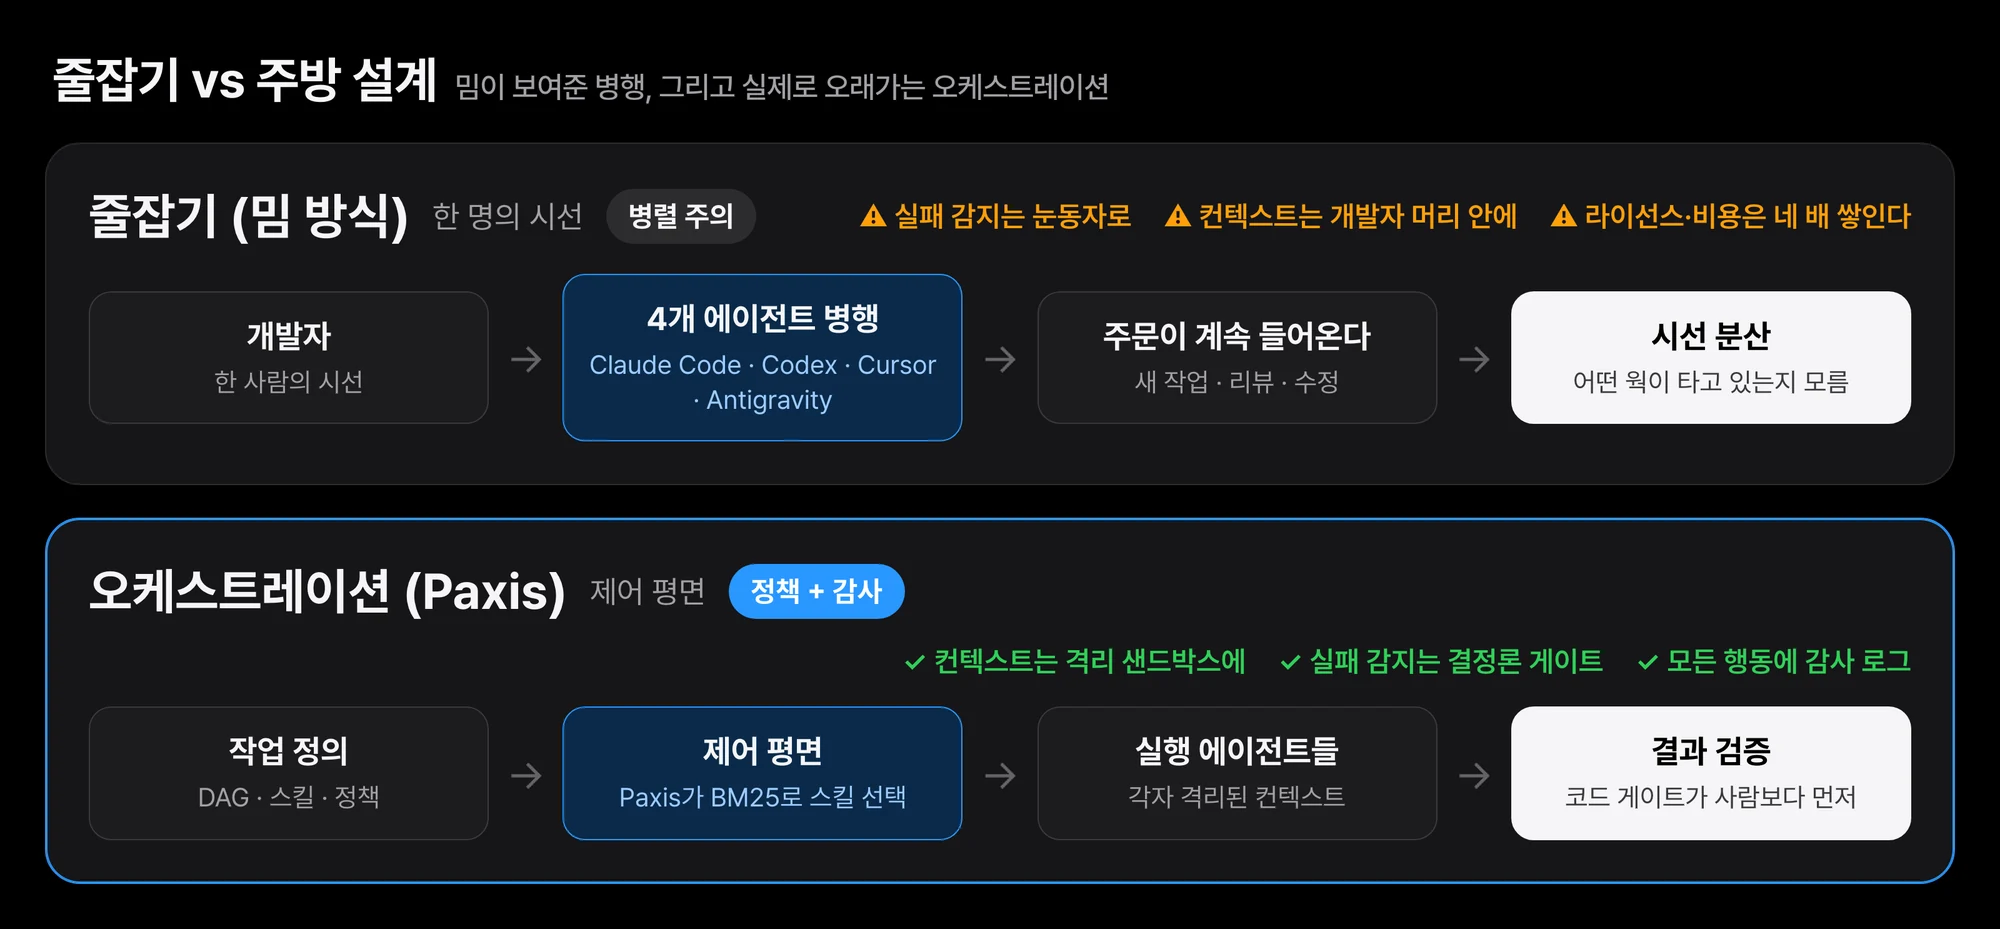 줄잡기 vs 주방 설계 밈이 보여준 병행, 그리고 실제로 오래가는 오케스트레이션
줄잡기 (밈 방식) 한 명의 시선 병렬 주의 ⚠ 실패 감지는 눈동자로 ⚠ 컨텍스트는 개발자 머리 안에 ⚠ 라이선스·비용은 네 배 쌓인다
개발자
한 사람의 시선
→
4개 에이전트 병행
Claude Code · Codex · Cursor
· Antigravity
→
주문이 계속 들어온다
새 작업 · 리뷰 · 수정
→
시선 분산
어떤 웍이 타고 있는지 모름
오케스트레이션 (Paxis) 제어 평면 정책 + 감사
✓ 컨텍스트는 격리 샌드박스에 ✓ 실패 감지는 결정론 게이트 ✓ 모든 행동에 감사 로그
작업 정의
DAG · 스킬 · 정책
→
제어 평면
Paxis가 BM25로 스킬 선택
→
실행 에이전트들
각자 격리된 컨텍스트
→
결과 검증
코드 게이트가 사람보다 먼저